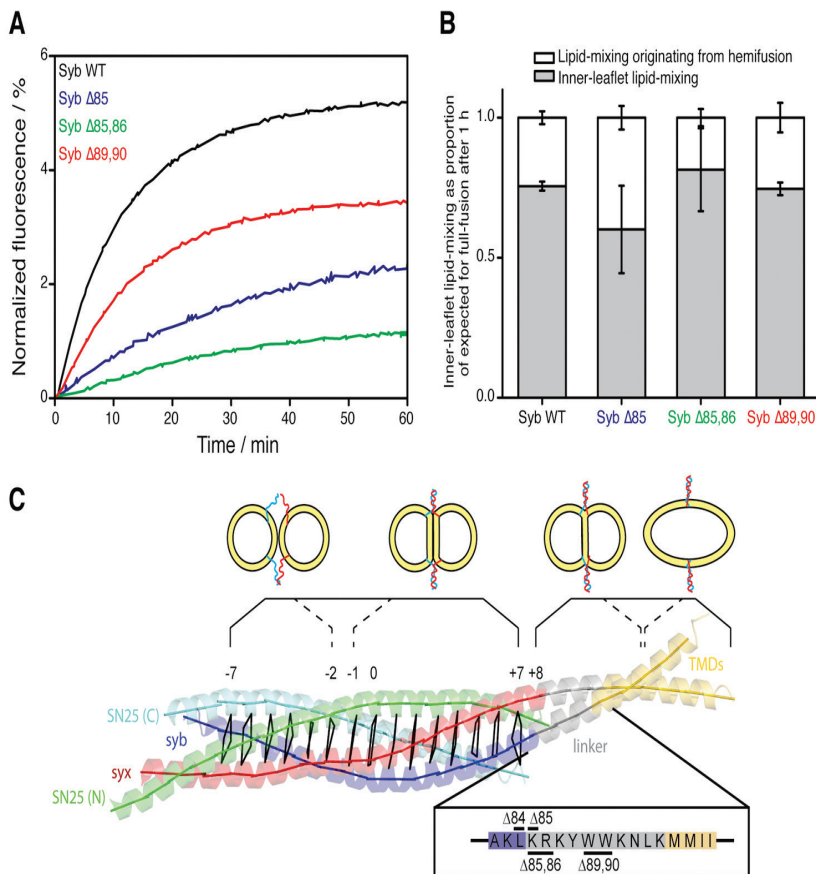 A
Normalized fluorescence / %
6
4
2
0
Syb WT
Syb Δ85
Syb Δ85,86
Syb Δ89,90
0 10 20 30 40 50 60
Time / min
B
Lipid-mixing originating from hemifusion
Inner-leaflet lipid-mixing
Inner-leaflet lipid-mixing as proportion
of expected for full-fusion after 1 h
1.0
0.5
0.0
Syb WT Syb Δ85 Syb Δ85,86 Syb Δ89,90
C
-7 -2 -1 0 +7 +8
TMDs
SN25 (C)
syb
linker
syx
SN25 (N)
Δ84 Δ85
A K L K R K Y W W K N L K M M I I
Δ85,86 Δ89,90